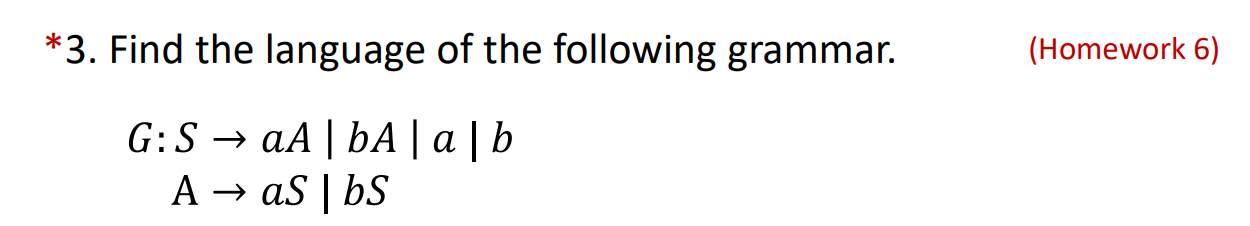 *3. Find the language of the following grammar. (Homework 6)
G: S → aA | bA | a | b
A → aS | bS